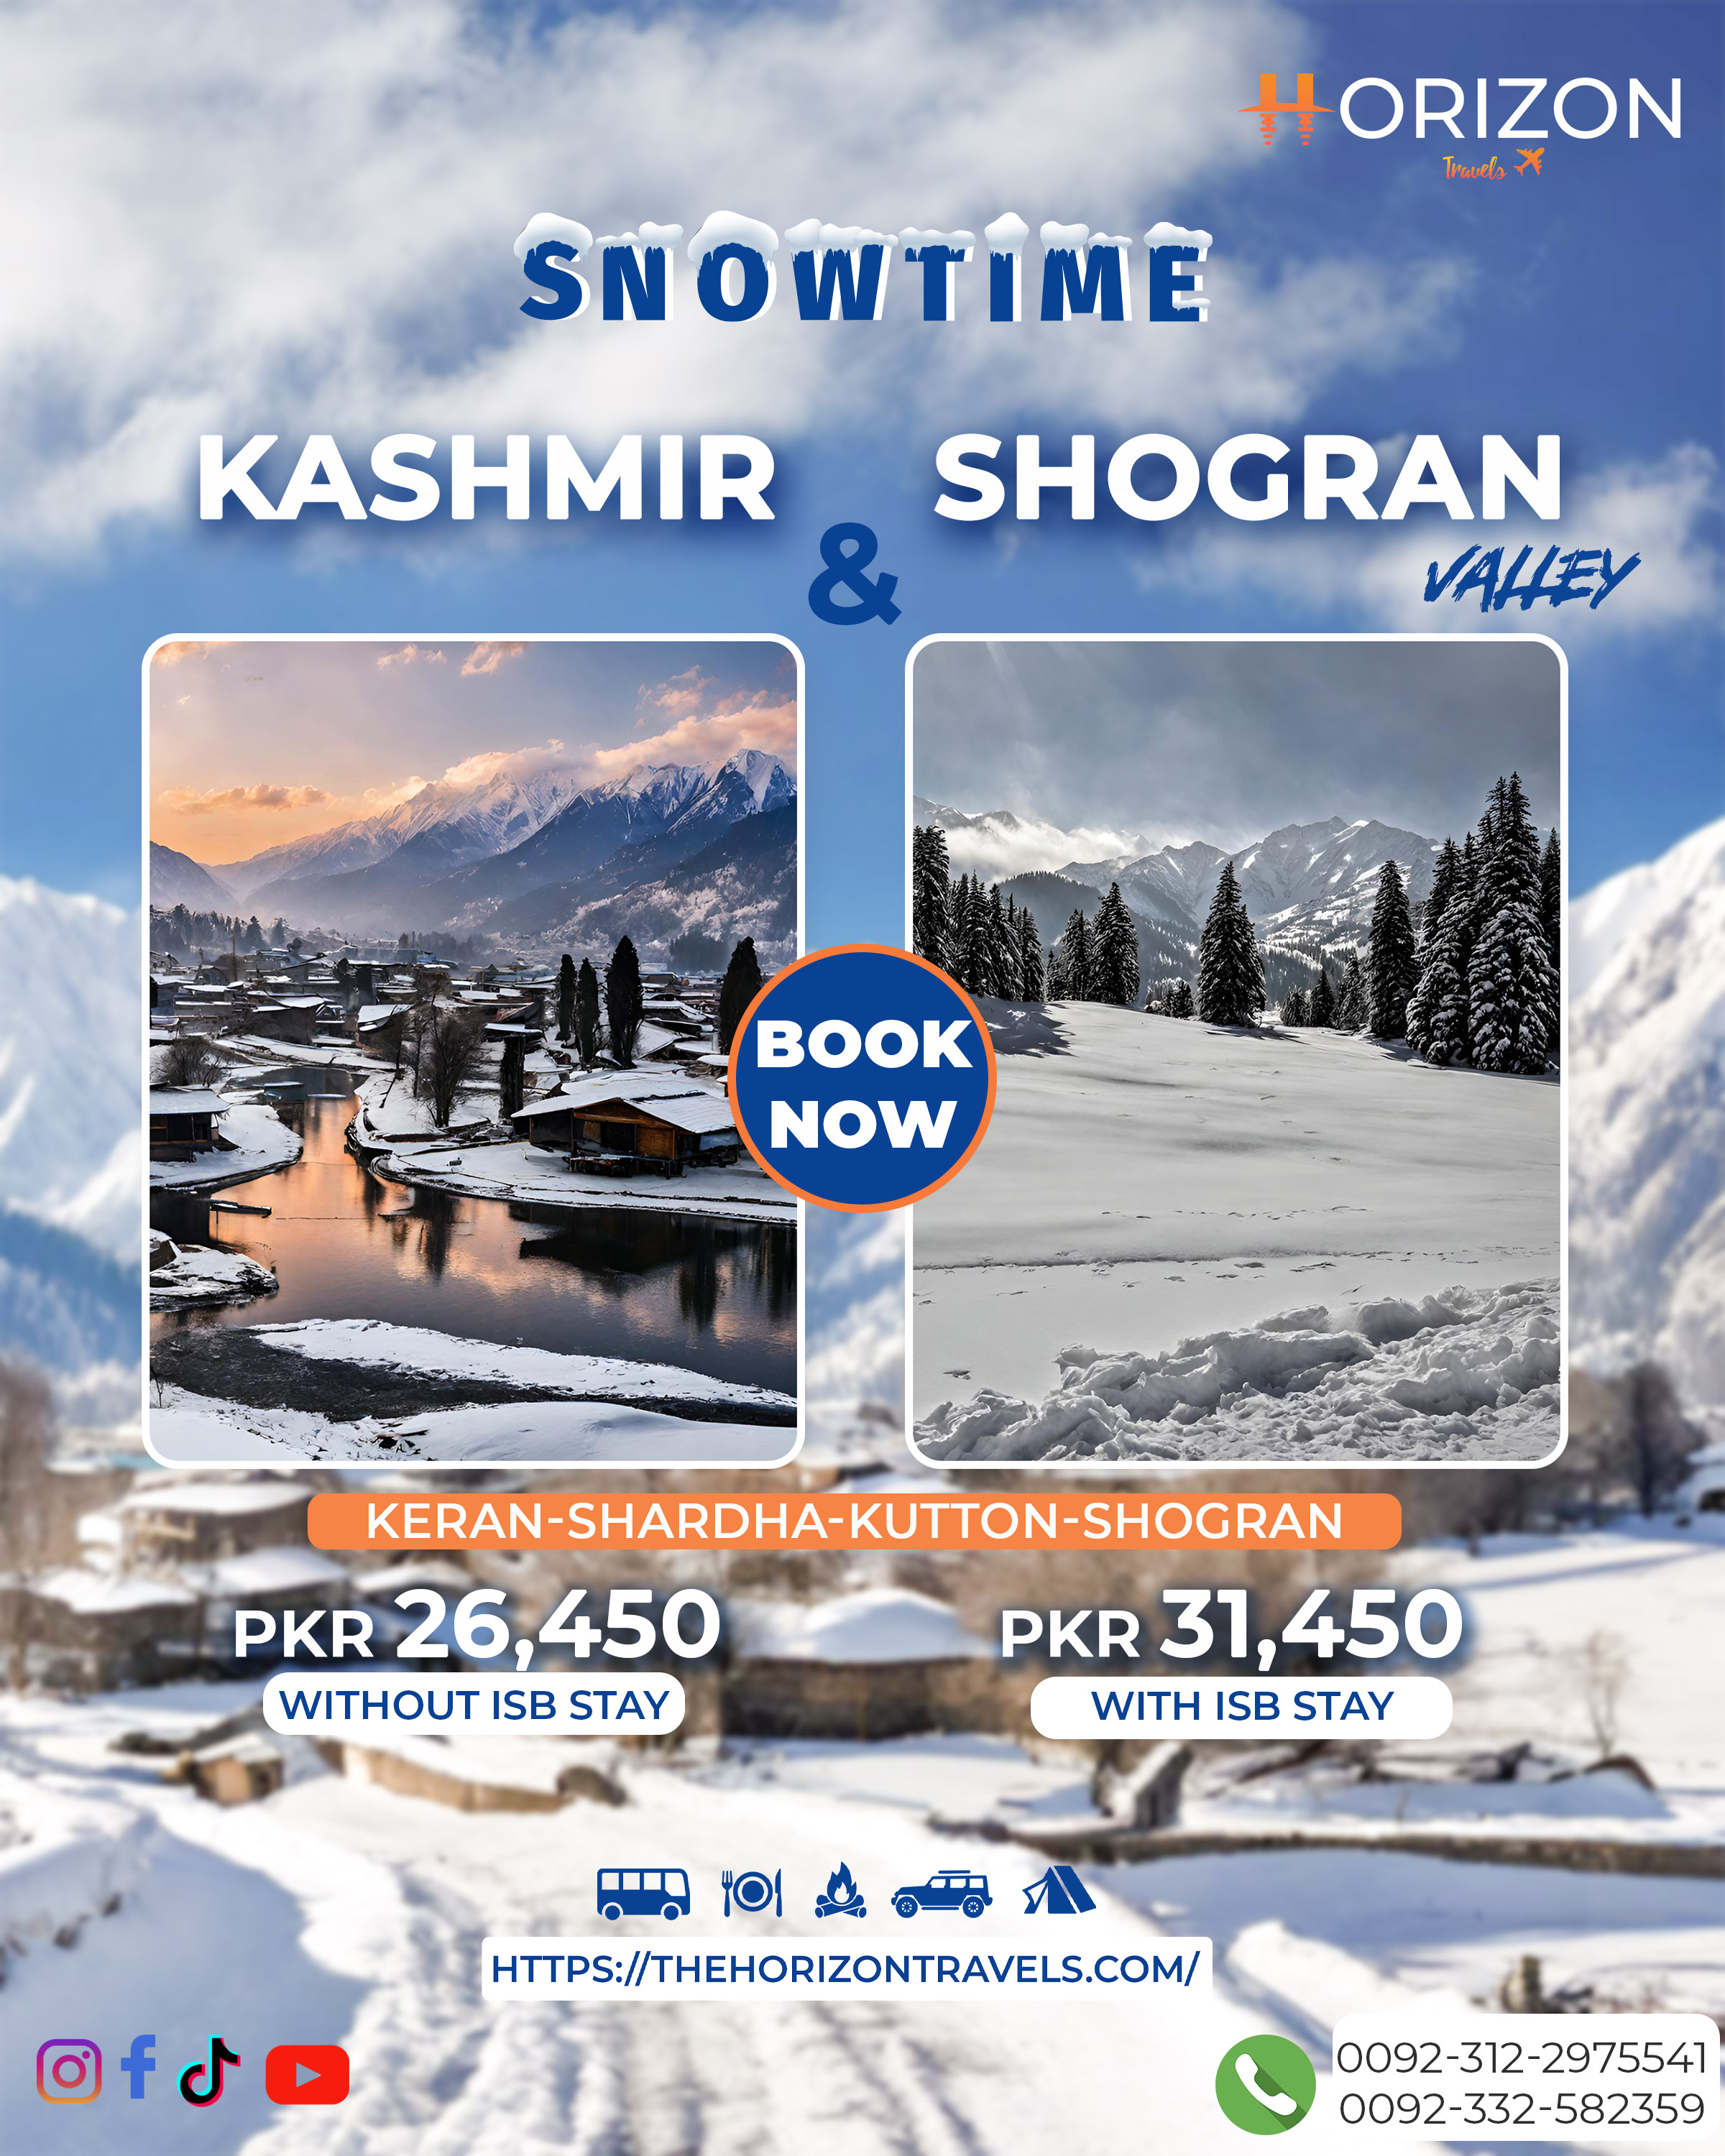 HORIZON
Travels
SNOWTIME
KASHMIR
&
SHOGRAN
VALLEY
BOOK
NOW
KERAN-SHARDHA-KUTTON-SHOGRAN
PKR 26,450
WITHOUT ISB STAY
PKR 31,450
WITH ISB STAY
HTTPS://THEHORIZONTRAVELS.COM/
0092-312-2975541
0092-332-582359